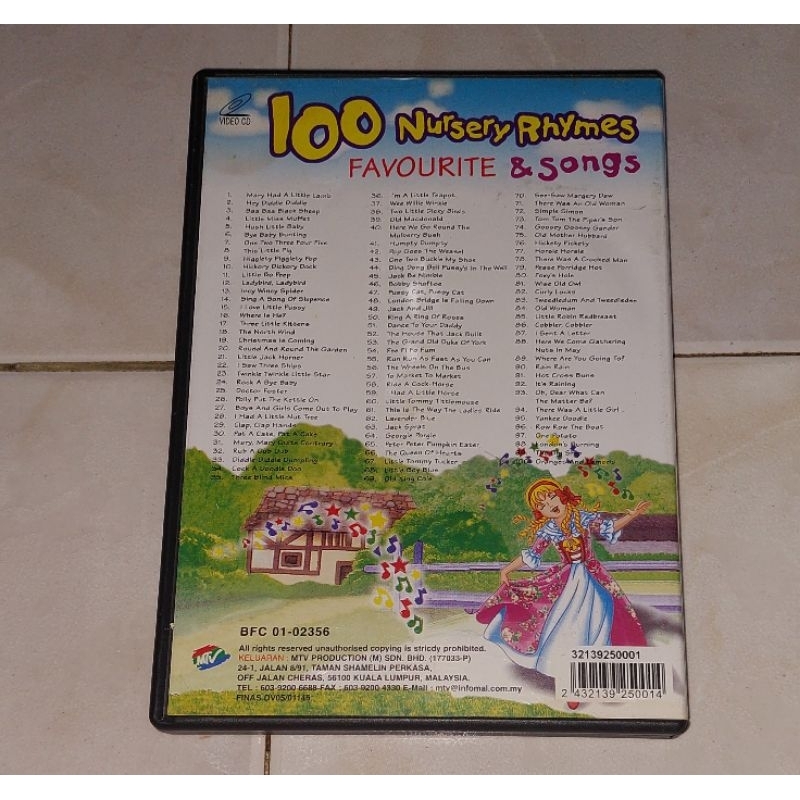 VIDEO CD
100 Nursery Rhymes
FAVOURITE & songs
1. Mary Had A Little Lamb
2. Hey Diddle Diddle
3. Baa Baa Black Sheep
4. Little Miss Muffet
5. Hush Little Baby
6. Bye Baby Bunting
7. One Two Three Four Five
8. This Little Pig
9. Higglety Pigglety Pop
10. Hickory Dickory Dock
11. Little Bo Peep
12. Ladybird, Ladybird
13. Incy Wincy Spider
14. Sing A Song Of Sixpence
15. I Love Little Pussy
16. Where Is He?
17. Three Little Kittens
18. The North Wind
19. Christmas Is Coming
20. Round And Round The Garden
21. Little Jack Horner
22. I Saw Three Ships
23. Twinkle Twinkle Little Star
24. Rock A Bye Baby
25. Doctor Foster
26. Polly Put The Kettle On
27. Boys And Girls Come Out To Play
28. I Had A Little Nut Tree
29. Clap, Clap Hands
30. Pat A Cake, Pat A Cake
31. Mary, Mary Quite Contrary
32. Rub A Dub Dub
33. Diddle Diddle Dumpling
34. Cock A Doodle Doo
35. Three Blind Mice
36. I'm A Little Teapot
37. Wee Willie Winkie
38. Two Little Dicky Birds
39. Old Macdonald
40. Here We Go Round The
Mulberry Bush
41. Humpty Dumpty
42. Pop Goes The Weasel
43. One Two Buckle My Shoe
44. Ding Dong Bell Pussy's In The Well
45. Jack Be Nimble
46. Bobby Shaftoe
47. Pussy Cat, Pussy Cat
48. London Bridge Is Falling Down
49. Jack And Jill
50. Ring A Ring Of Roses
51. Dance To Your Daddy
52. The House That Jack Built
53. The Grand Old Duke Of York
54. Fee Fi Fo Fum
55. Run Run As Fast As You Can
56. The Wheels On The Bus
57. To Market To Market
58. Ride A Cock Horse
59. I Had A Little Horse
60. Little Tommy Tittlemouse
61. This Is The Way The Ladies Ride
62. Lavender Blue
63. Jack Sprat
64. Georgie Porgie
65. Peter Peter Pumpkin Eater
66. The Queen Of Hearts
67. Little Tommy Tucker
68. Little Boy Blue
69. Old King Cole
70. See-Saw Margery Daw
71. There Was An Old Woman
72. Simple Simon
73. Tom Tom The Piper's Son
74. Goosey Goosey Gander
75. Old Mother Hubbard
76. Hickety Pickety
77. Horsie Horsie
78. There Was A Crooked Man
79. Pease Porridge Hot
80. Foxy's Hole
81. Wise Old Owl
82. Curly Locks
83. Tweedledum And Tweedledee
84. Old Woman
85. Little Robin Redbreast
86. Cobbler, Cobbler
87. I Sent A Letter
88. Here We Come Gathering
Nuts In May
89. Where Are You Going To?
90. Rain Rain
91. Hot Cross Buns
92. It's Raining
93. Oh, Dear What Can
The Matter Be?
94. There Was A Little Girl
95. Yankee Doodle
96. Row Row The Boat
97. One Potato
98. London's Burning
Oranges And Lemons
BFC 01-02356
All rights reserved unauthorised copying is strictly prohibited.
KELUARAN : MTV PRODUCTION (M) SDN. BHD. (177033-P)
24-1, JALAN 8/91, TAMAN SHAMELIN PERKASA,
OFF JALAN CHERAS, 56100 KUALA LUMPUR, MALAYSIA.
TEL : 603-9200 6688 FAX : 603-9200 4330 E-Mail : mtv@infomal.com.my
FINAS-DV05/01145
MTV
32139250001
2 432139 250014